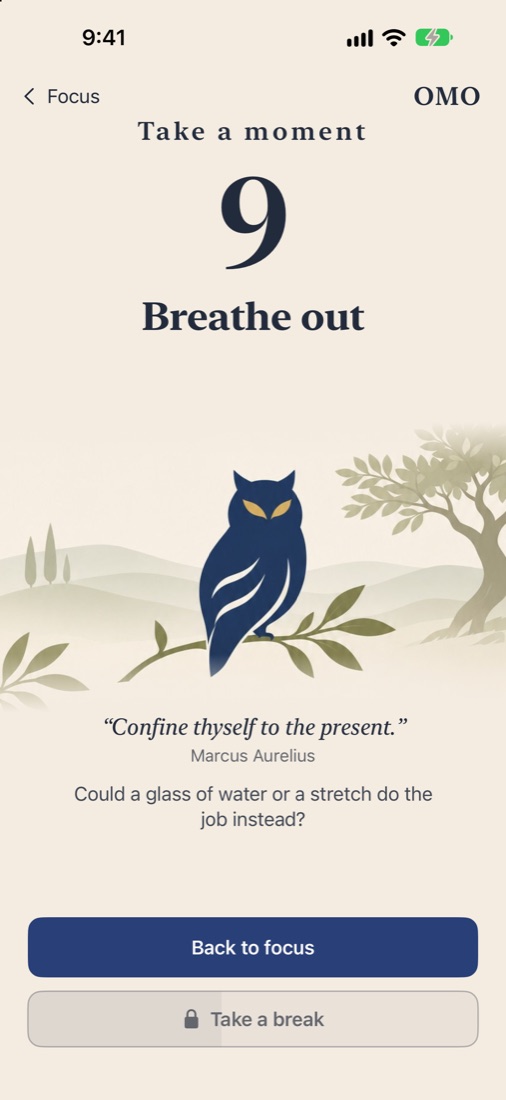 9:41
Focus
OMO
Take a moment
9
Breathe out
“Confine thyself to the present.”
Marcus Aurelius
Could a glass of water or a stretch do the
job instead?
Back to focus
Take a break